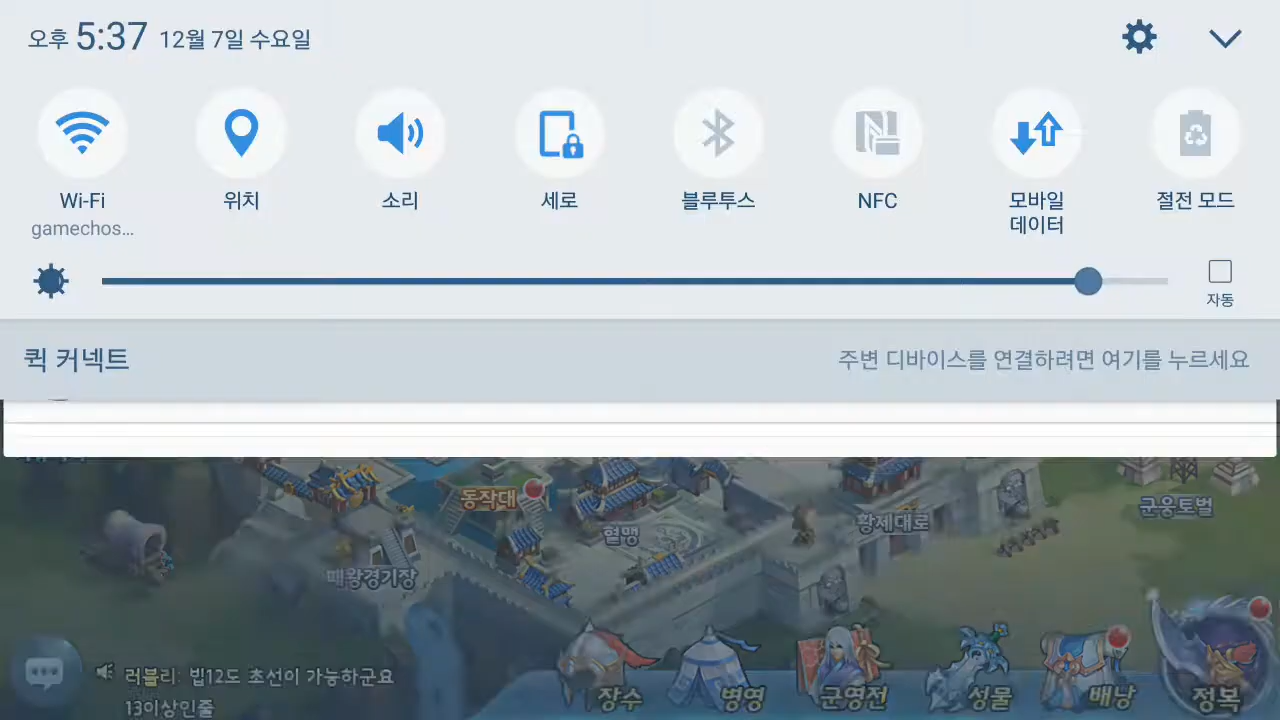 오후 5:37 12월 7일 수요일
Wi-Fi
gamechos...
위치
소리
세로
블루투스
NFC
모바일
데이터
절전 모드
자동
퀵 커넥트
주변 디바이스를 연결하려면 여기를 누르세요
동작대
군웅토벌
혈맹
황제대로
패왕경기장
러블리: 빕12도 초선이 가능하군요
13이상인줄
장수
병영
군영전
성물
배낭
정복